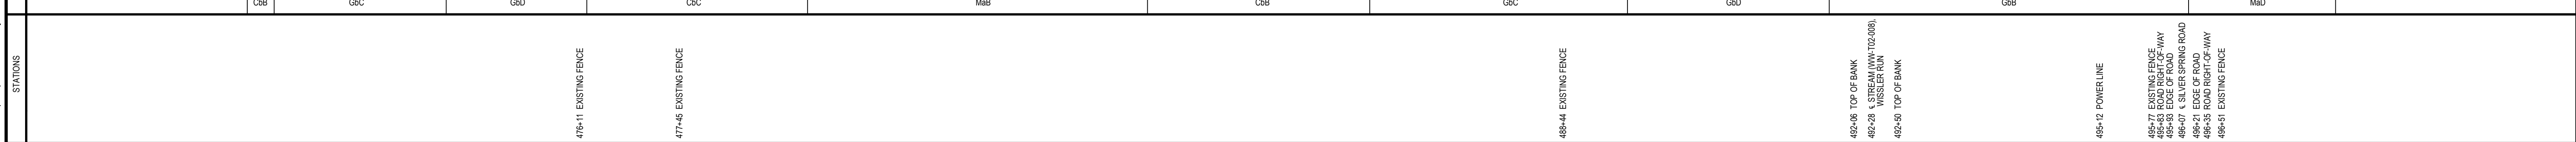 CbB GbC GbD CbC MaB CbB GbC GbD GbB MaD
STATIONS
476+11 EXISTING FENCE
477+45 EXISTING FENCE
488+44 EXISTING FENCE
492+06 TOP OF BANK
492+28 ℄ STREAM (WW-T02-008),
WISSLER RUN
492+50 TOP OF BANK
495+12 POWER LINE
495+77 EXISTING FENCE
495+83 ROAD RIGHT-OF-WAY
495+93 EDGE OF ROAD
496+07 ℄ SILVER SPRING ROAD
496+21 EDGE OF ROAD
496+35 ROAD RIGHT-OF-WAY
496+51 EXISTING FENCE